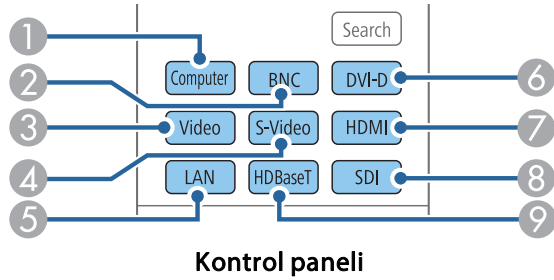 Search
1 Computer BNC DVI-D 6
2
3 Video S-Video HDMI 7
4
LAN HDBaseT SDI 8
5 9
Kontrol paneli